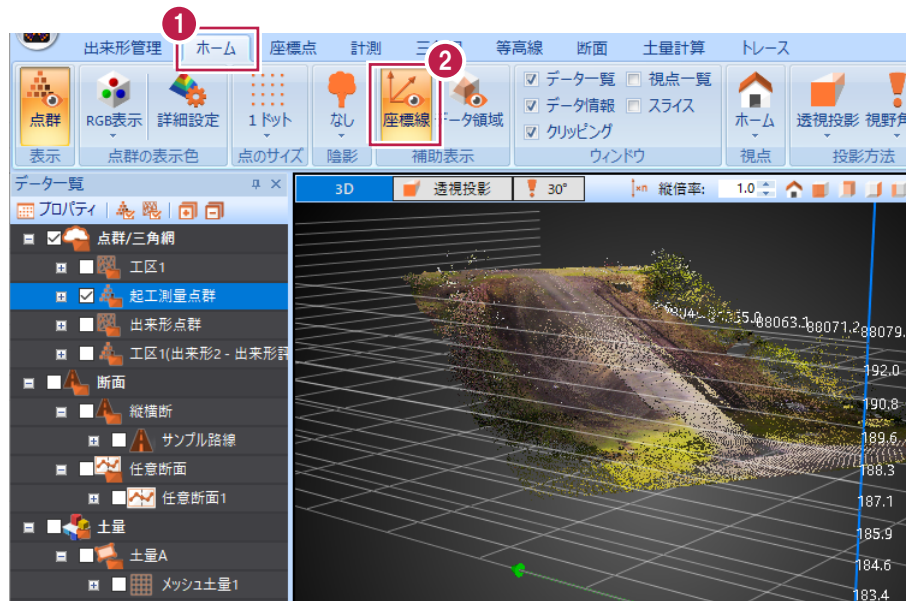 1
出来形管理 ホーム 座標点 計測 等高線 断面 土量計算 トレース
2
点群 RGB表示 詳細設定 1 ドット なし 座標線 データ領域
データ一覧 視点一覧
データ情報 スライス
クリッピング
ホーム 透視投影 視野角
表示 点群の表示色 点のサイズ 陰影 補助表示 ウィンドウ 視点 投影方法
データ一覧
3D 透視投影 30° 縦倍率: 1.0
プロパティ
点群/三角網
工区1
起工測量点群
出来形点群
工区1(出来形2 - 出来形評
断面
縦横断
サンプル路線
任意断面
任意断面1
土量
土量A
メッシュ土量1
88063.1 88071.2 88079.
192.0
190.8
189.6
188.3
187.1
185.9
184.6
183.4